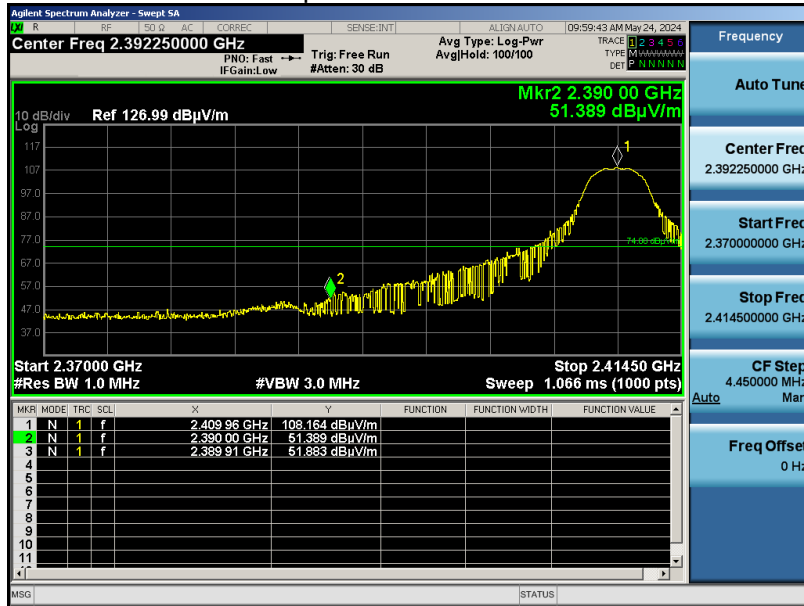 Agilent Spectrum Analyzer - Swept SA
LXI R RF 50 Ω AC CORREC SENSE:INT ALIGN AUTO 09:59:43 AM May 24, 2024
Center Freq 2.392250000 GHz
PNO: Fast
IFGain:Low
Trig: Free Run
#Atten: 30 dB
Avg Type: Log-Pwr
Avg|Hold: 100/100
TRACE 1 2 3 4 5 6
TYPE M WWWWW
DET P N N N N N
Mkr2 2.390 00 GHz
51.389 dBµV/m
10 dB/div Ref 126.99 dBµV/m
Log
117
107
97.0
87.0
77.0
67.0
57.0
47.0
37.0
1
2
74.00 dBµV/m
Start 2.37000 GHz Stop 2.41450 GHz
#Res BW 1.0 MHz #VBW 3.0 MHz Sweep 1.066 ms (1000 pts)
MKR MODE TRC SCL X Y FUNCTION FUNCTION WIDTH FUNCTION VALUE
1 N 1 f 2.409 96 GHz 108.164 dBµV/m
2 N 1 f 2.390 00 GHz 51.389 dBµV/m
3 N 1 f 2.389 91 GHz 51.883 dBµV/m
4
5
6
7
8
9
10
11
MSG STATUS
Frequency
Auto Tune
Center Freq
2.392250000 GHz
Start Freq
2.370000000 GHz
Stop Freq
2.414500000 GHz
CF Step
4.450000 MHz
Auto Man
Freq Offset
0 Hz